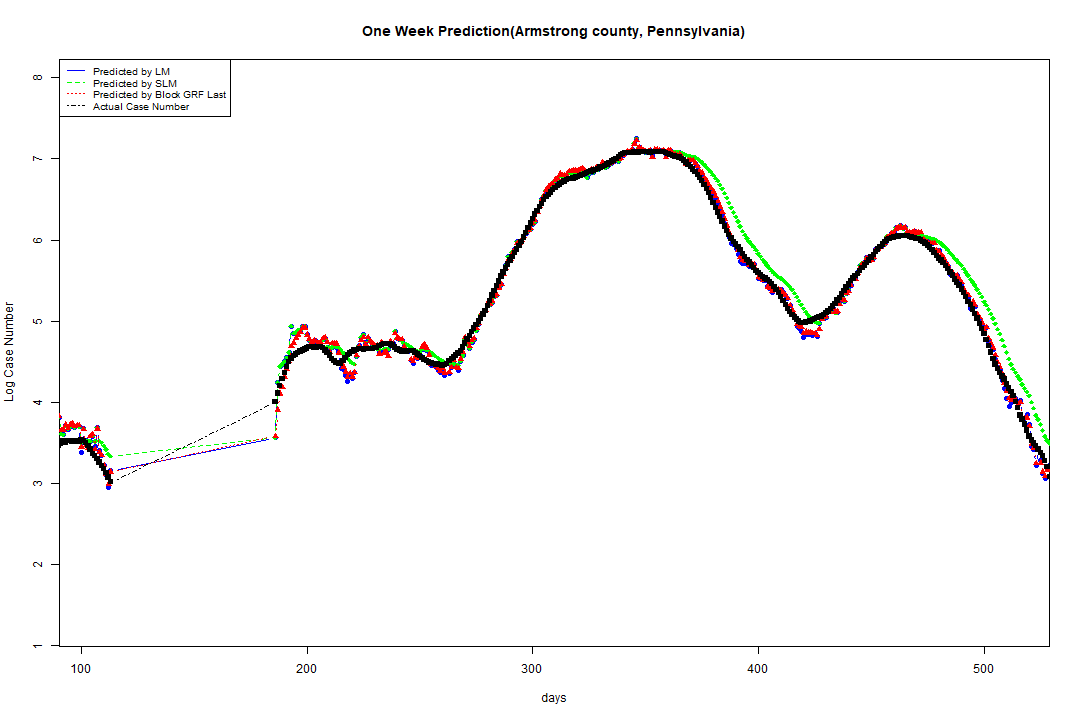 One Week Prediction(Armstrong county, Pennsylvania)
Predicted by LM
Predicted by SLM
Predicted by Block GRF Last
Actual Case Number
8
7
6
5
4
3
2
1
Log Case Number
100 200 300 400 500
days